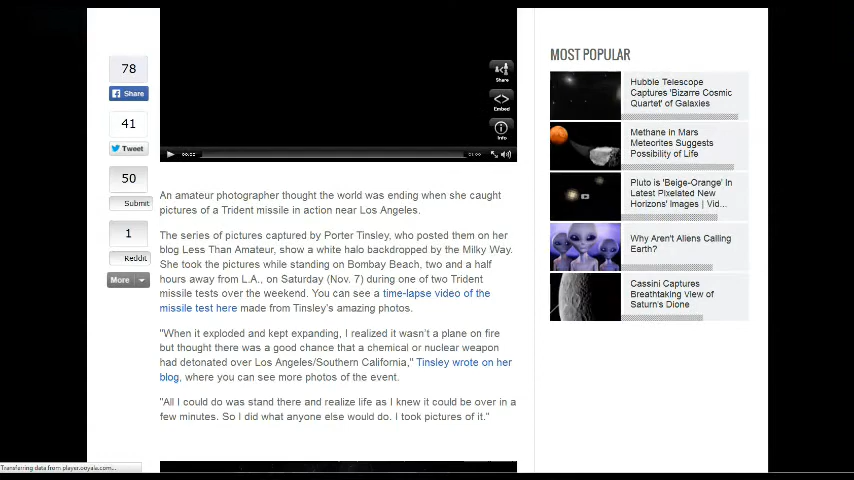 78
Share
41
Tweet
50
Submit
1
Reddit
More
Share
Embed
Info
00:00
01:00
An amateur photographer thought the world was ending when she caught
pictures of a Trident missile in action near Los Angeles.
The series of pictures captured by Porter Tinsley, who posted them on her
blog Less Than Amateur, show a white halo backdropped by the Milky Way.
She took the pictures while standing on Bombay Beach, two and a half
hours away from L.A., on Saturday (Nov. 7) during one of two Trident
missile tests over the weekend. You can see a time-lapse video of the
missile test here made from Tinsley's amazing photos.
"When it exploded and kept expanding, I realized it wasn't a plane on fire
but thought there was a good chance that a chemical or nuclear weapon
had detonated over Los Angeles/Southern California," Tinsley wrote on her
blog, where you can see more photos of the event.
"All I could do was stand there and realize life as I knew it could be over in a
few minutes. So I did what anyone else would do. I took pictures of it."
MOST POPULAR
Hubble Telescope
Captures 'Bizarre Cosmic
Quartet' of Galaxies
Methane in Mars
Meteorites Suggests
Possibility of Life
Pluto is 'Beige-Orange' In
Latest Pixelated New
Horizons' Images | Vid...
Why Aren't Aliens Calling
Earth?
Cassini Captures
Breathtaking View of
Saturn's Dione
Transferring data from player.ooyala.com...